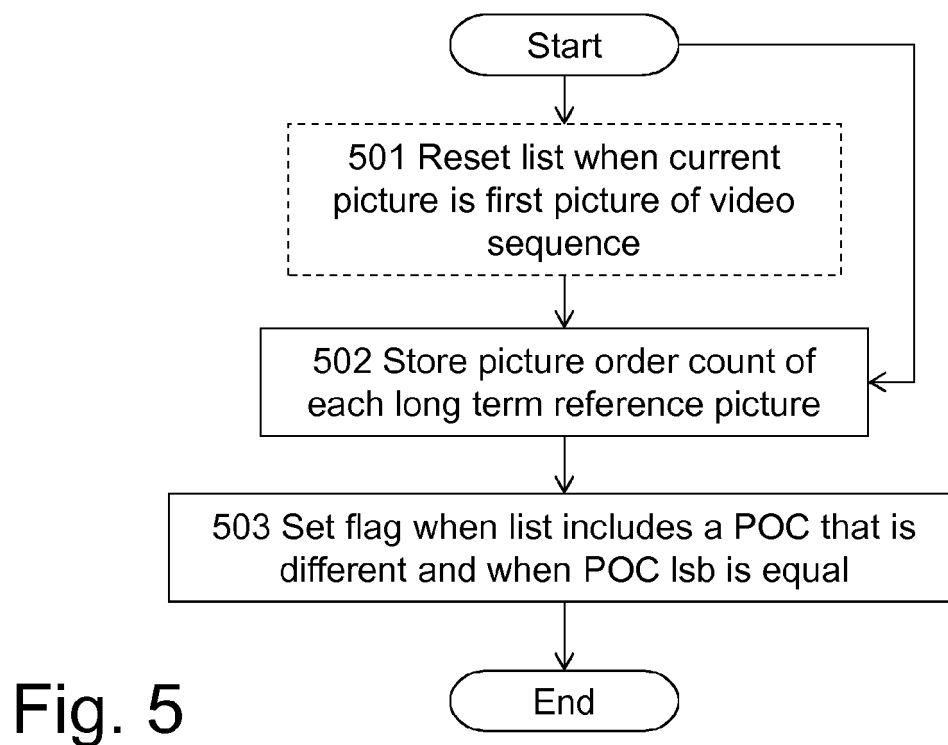 Start
501 Reset list when current
picture is first picture of video
sequence
502 Store picture order count of
each long term reference picture
503 Set flag when list includes a POC that is
different and when POC lsb is equal
End
Fig. 5